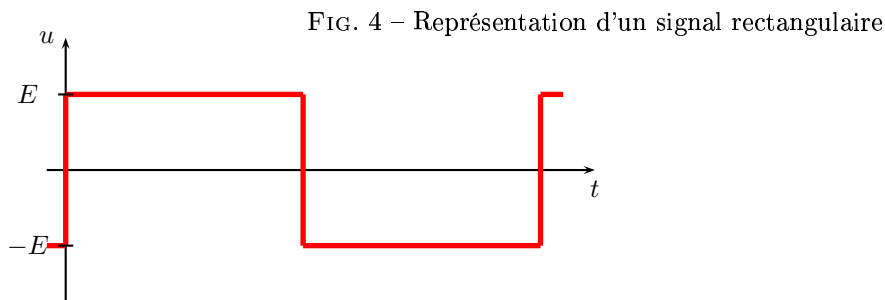 FIG. 4 – Représentation d'un signal rectangulaire
u
E
t
−E